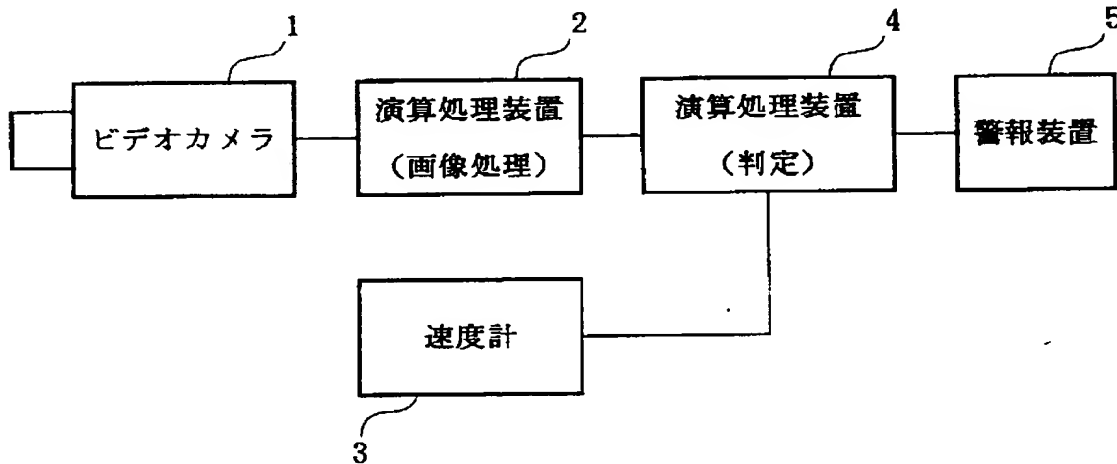 1
2
4
5
ビデオカメラ
演算処理装置
(画像処理)
演算処理装置
(判定)
警報装置
速度計
3